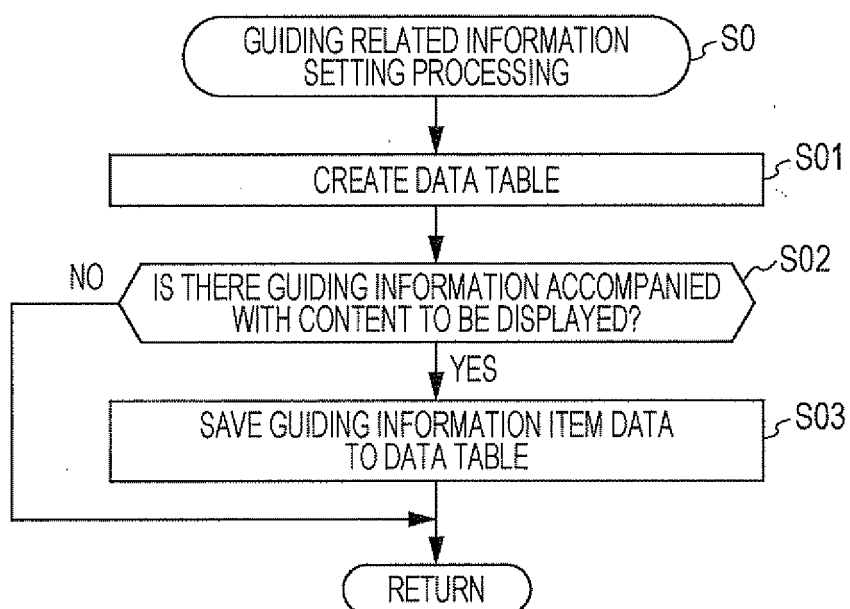 GUIDING RELATED INFORMATION
SETTING PROCESSING
S0
CREATE DATA TABLE
S01
NO
IS THERE GUIDING INFORMATION ACCOMPANIED
WITH CONTENT TO BE DISPLAYED?
S02
YES
SAVE GUIDING INFORMATION ITEM DATA
TO DATA TABLE
S03
RETURN